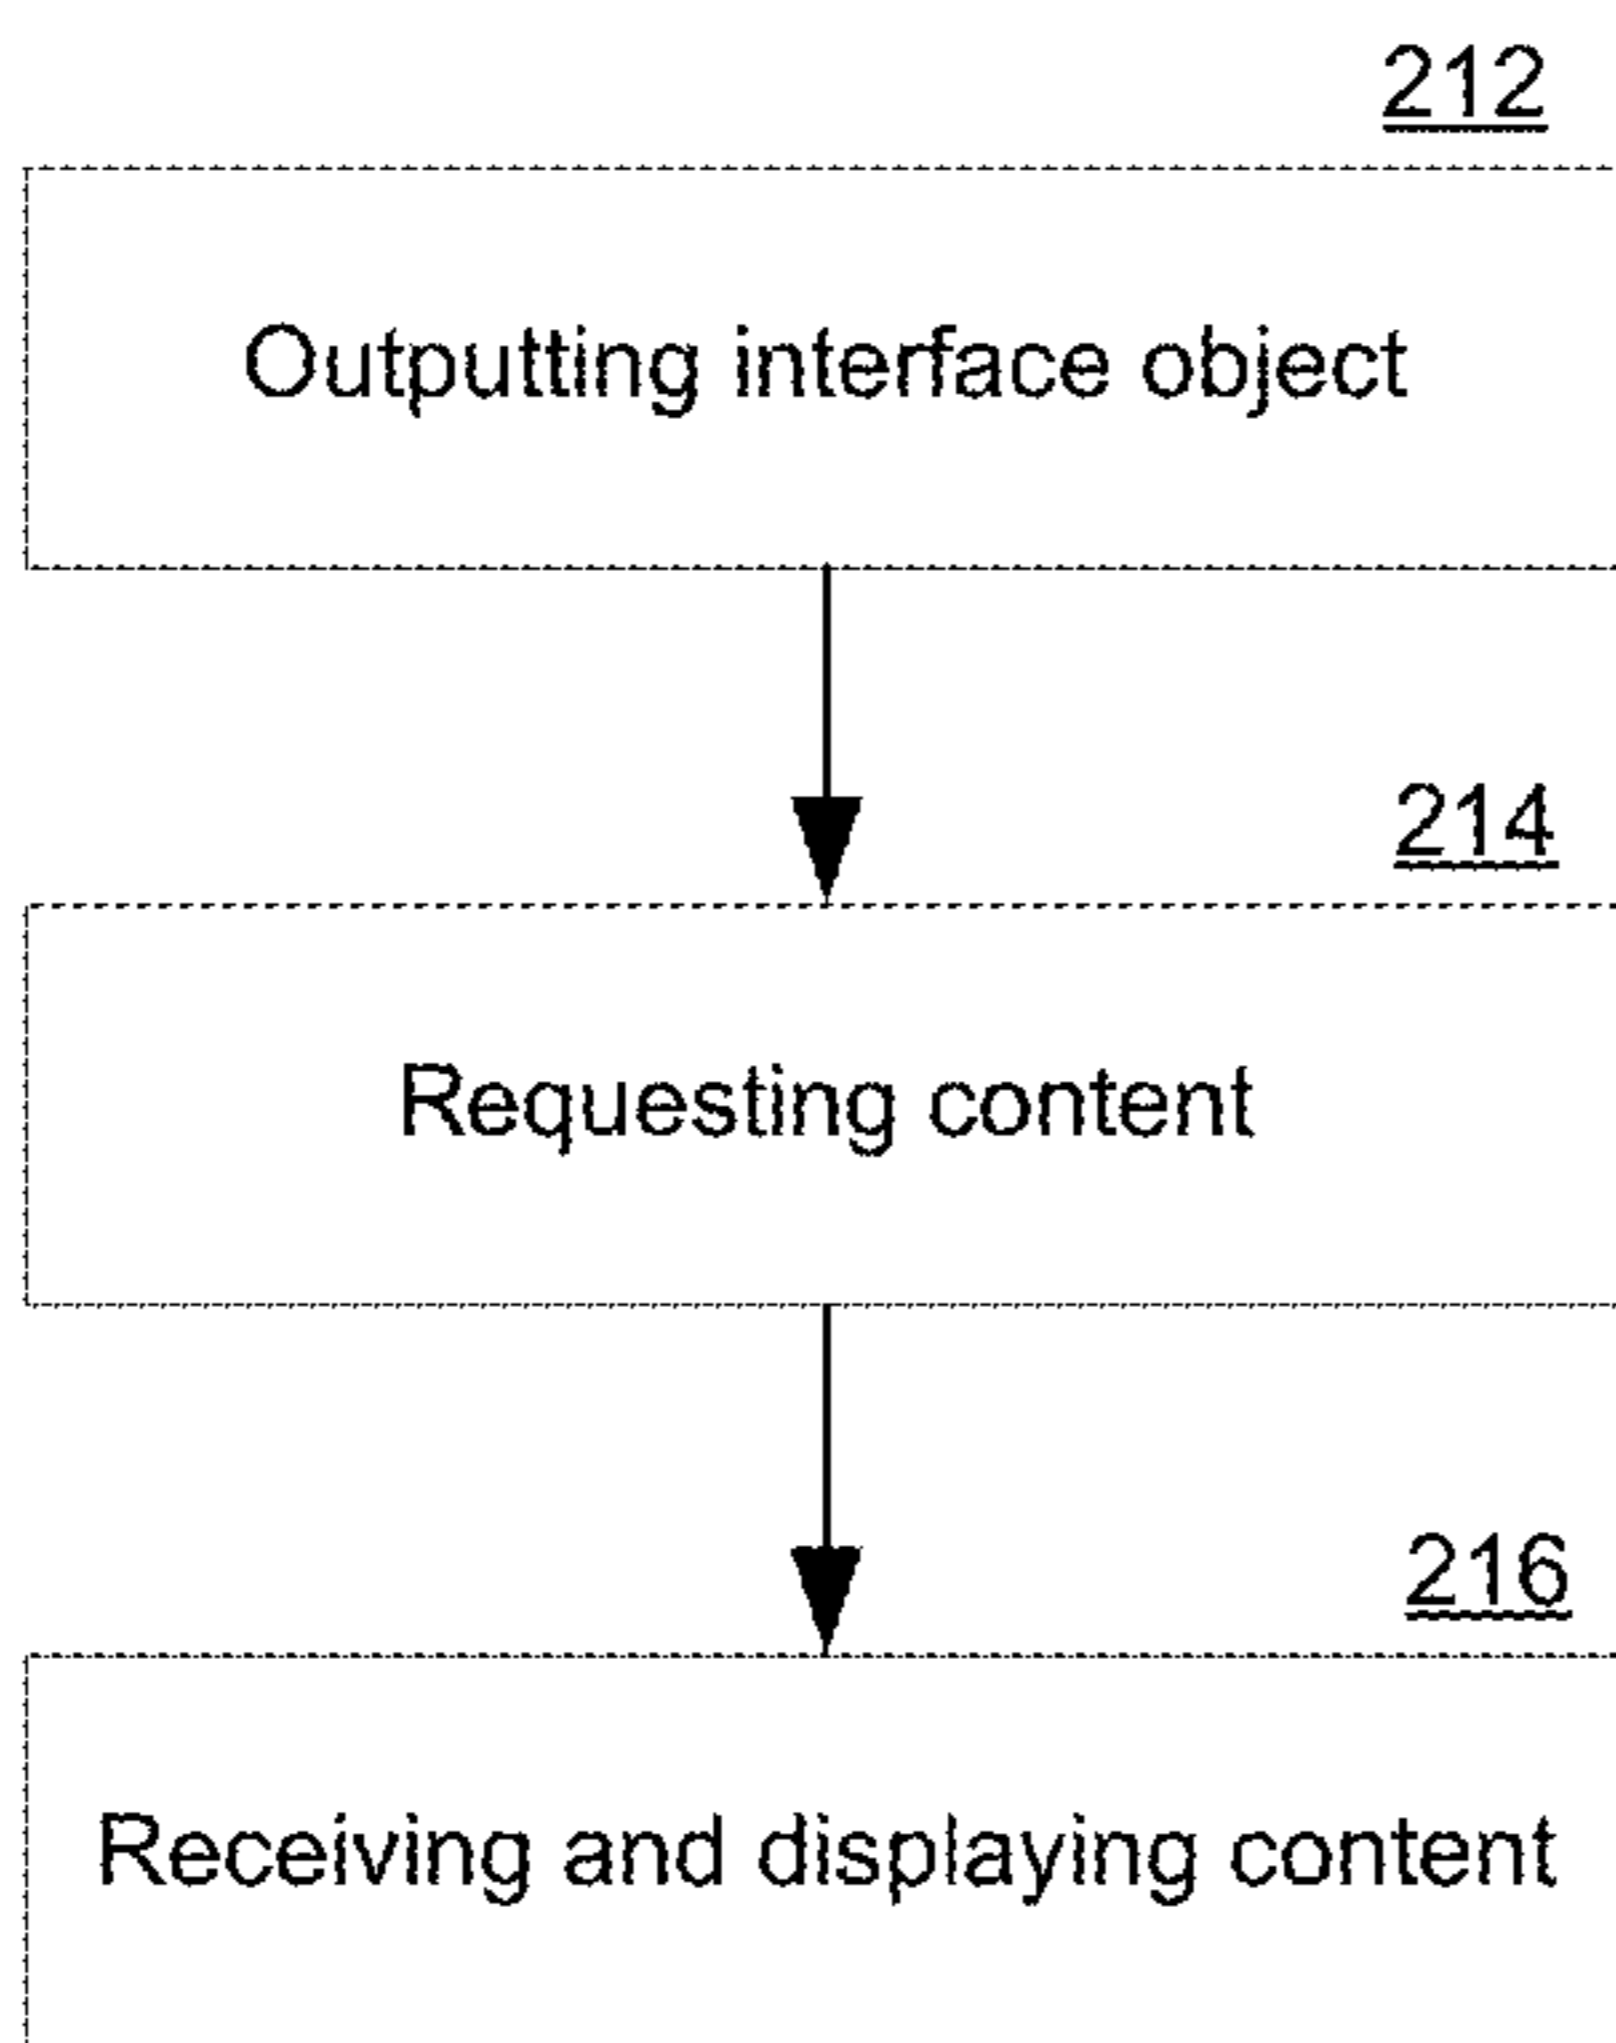 212
Outputting interface object
214
Requesting content
216
Receiving and displaying content